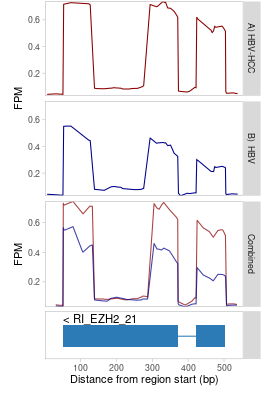 0.6
0.4
0.2
FPM
A) HBV-HCC
0.6
0.4
0.2
B) HBV
0.6
0.4
0.2
FPM
Combined
< RI_EZH2_21
100 200 300 400 500
Distance from region start (bp)